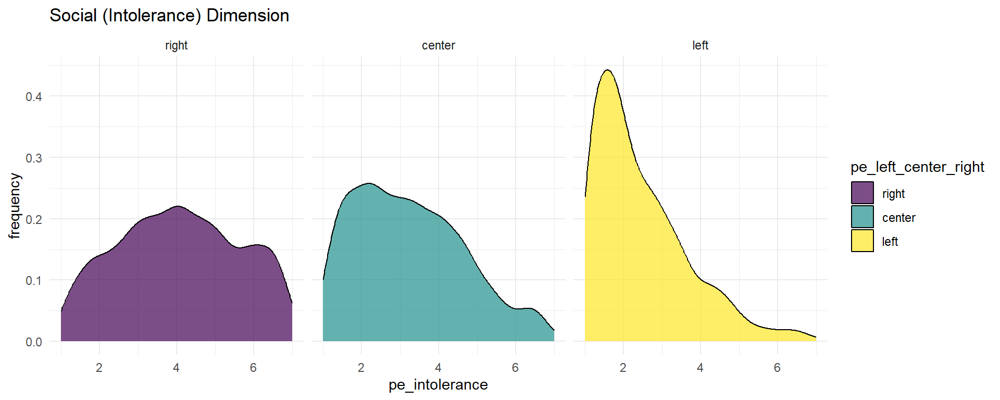 Social (Intolerance) Dimension
right center left
frequency
0.4
0.3
0.2
0.1
0.0
2 4 6 2 4 6 2 4 6
pe_intolerance
pe_left_center_right
right
center
left